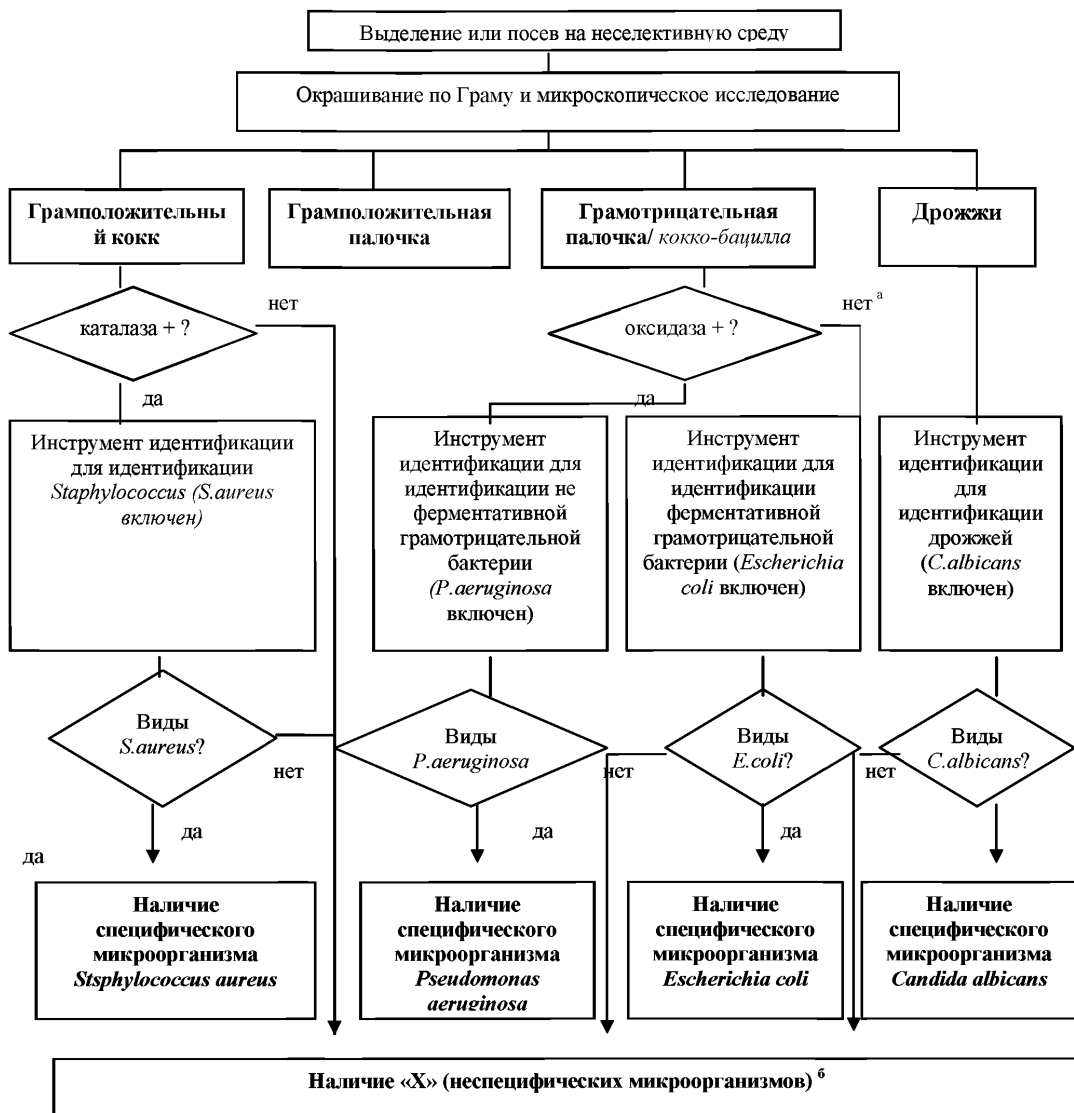 Выделение или посев на неселективную среду
Окрашивание по Граму и микроскопическое исследование
Грамположительны
й кокк
Грамположительная
палочка
Грамотрицательная
палочка/ кокко-бацилла
Дрожжи
каталаза + ?
нет
оксидаза + ?
нет а
да
да
Инструмент идентификации
для идентификации
Staphylococcus (S.aureus
включен)
Инструмент
идентификации для
идентификации не
ферментативной
грамотрицательной
бактерии
(P.aeruginosa
включен)
Инструмент
идентификации для
идентификации
ферментативной
грамотрицательной
бактерии (Escherichia
coli включен)
Инструмент
идентификации
для
идентификации
дрожжей
(C.albicans
включен)
Виды
S.aureus?
нет
Виды
P.aeruginosa
нет
Виды
E.coli?
нет
Виды
C.albicans?
да
да
да
да
Наличие
специфического
микроорганизма
Stsphylococcus aureus
Наличие
специфического
микроорганизма
Pseudomonas
aeruginosa
Наличие
специфического
микроорганизма
Escherichia coli
Наличие
специфического
микроорганизма
Candida albicans
Наличие «Х» (неспецифических микроорганизмов) б